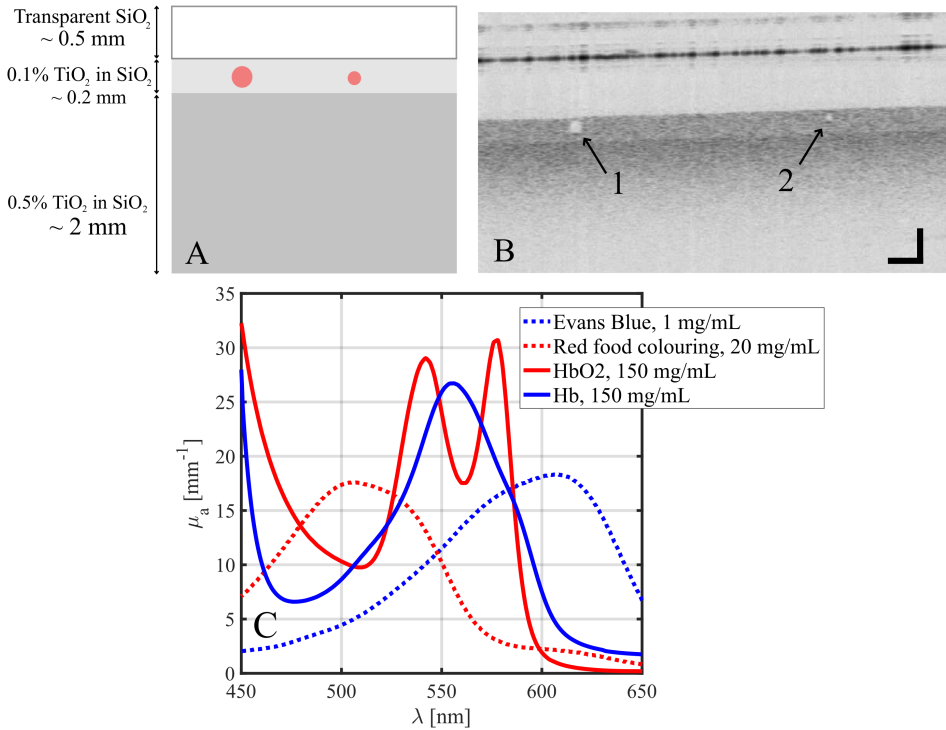 Transparent SiO₂
~ 0.5 mm
0.1% TiO₂ in SiO₂
~ 0.2 mm
0.5% TiO₂ in SiO₂
~ 2 mm
A
1
2
B
35
30
25
20
15
10
5
0
μₐ [mm⁻¹]
Evans Blue, 1 mg/mL
Red food colouring, 20 mg/mL
HbO2, 150 mg/mL
Hb, 150 mg/mL
C
450 500 550 600 650
λ [nm]